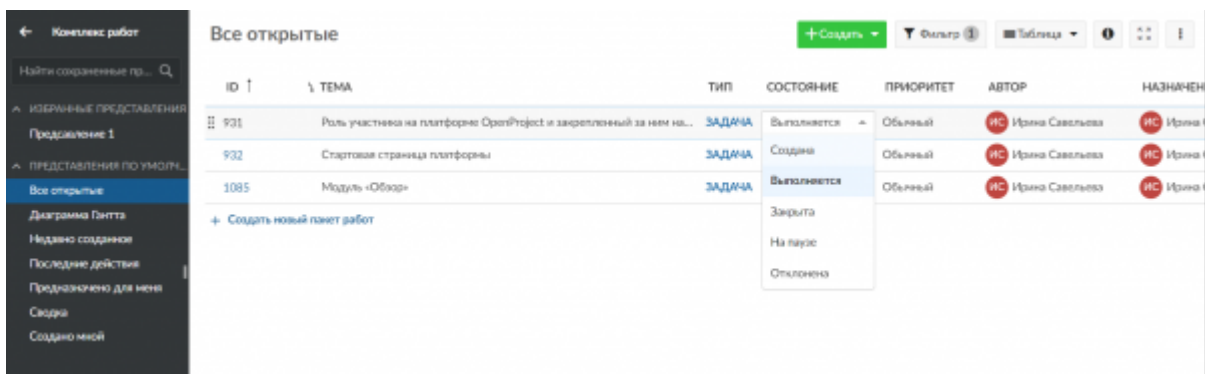 ← Комплекс работ
Все открытые
+ Создать
Фильтр 1
Таблица
Найти сохраненные пр...
ID ↑
ТЕМА
ТИП
СОСТОЯНИЕ
ПРИОРИТЕТ
АВТОР
НАЗНАЧЕН
ИЗБРАННЫЕ ПРЕДСТАВЛЕНИЯ
Представление 1
ПРЕДСТАВЛЕНИЯ ПО УМОЛЧ...
Все открытые
Диаграмма Гантта
Недавно созданное
Последние действия
Предназначено для меня
Сводка
Создано мной
931 Роль участника на платформе OpenProject и закрепленный за ним на... ЗАДАЧА Выполняется Обычный ИС Ирина Савельева ИС Ирина
932 Стартовая страница платформы ЗАДАЧА Обычный ИС Ирина Савельева ИС Ирина
1085 Модуль «Обзор» ЗАДАЧА Обычный ИС Ирина Савельева ИС Ирина
+ Создать новый пакет работ
Создана
Выполняется
Закрыта
На паузе
Отклонена